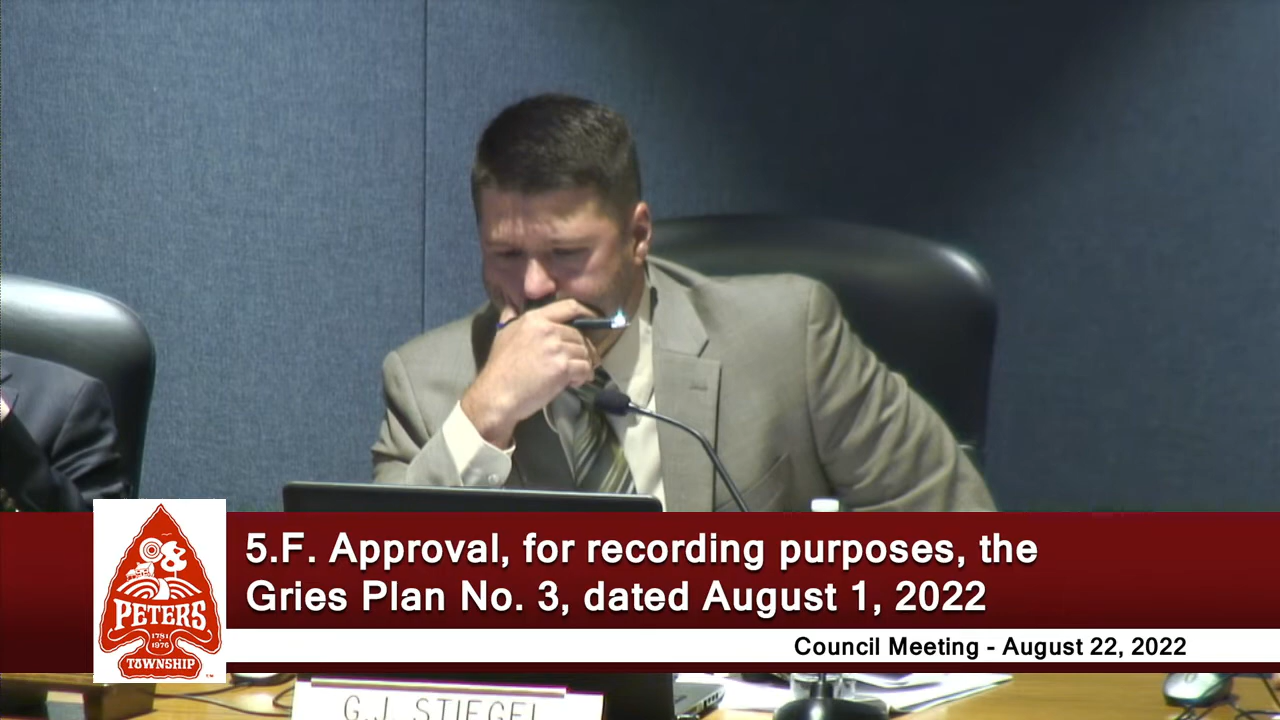 5.F. Approval, for recording purposes, the
Gries Plan No. 3, dated August 1, 2022
PETERS
1781
1976
TOWNSHIP
TM
Council Meeting - August 22, 2022
G.J. STIEGEL